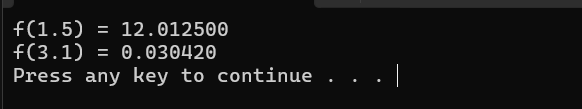 f(1.5) = 12.012500
f(3.1) = 0.030420
Press any key to continue . . .